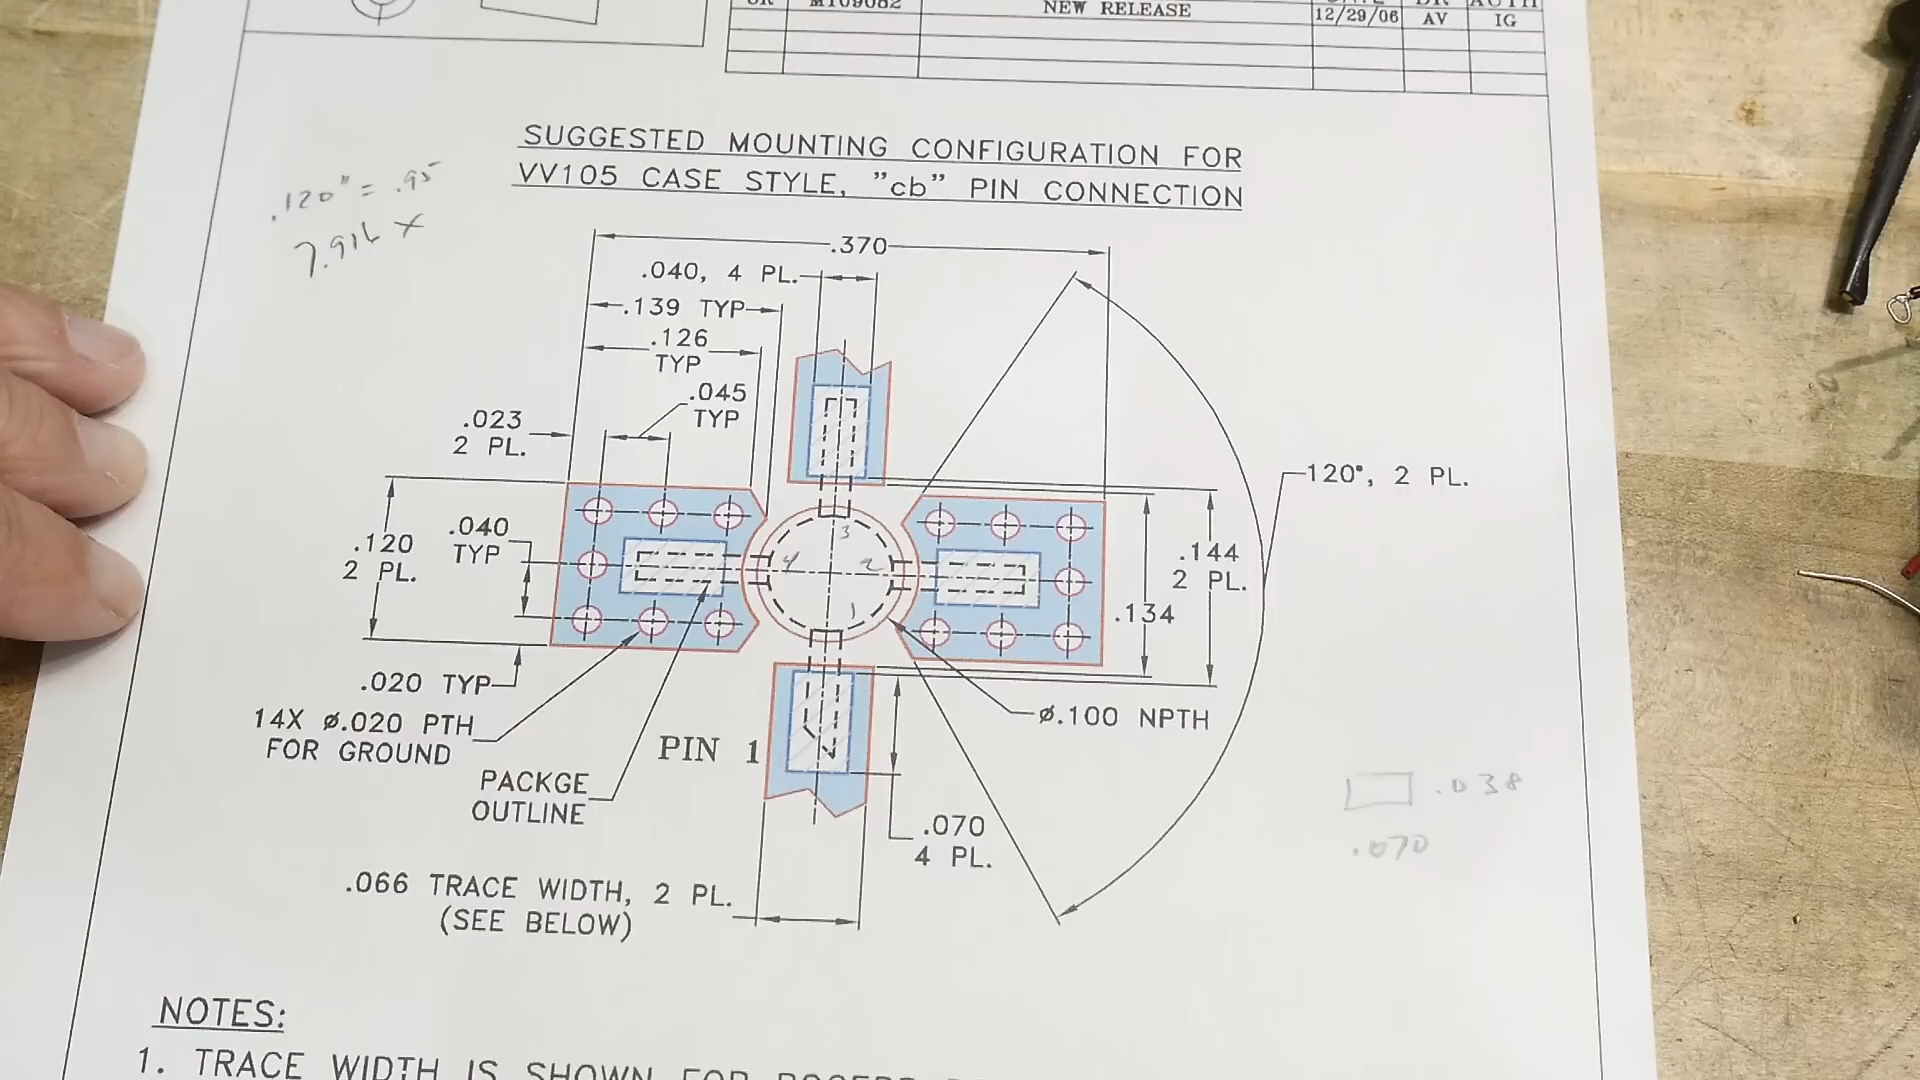 NEW RELEASE 12/29/06 AV IG
SUGGESTED MOUNTING CONFIGURATION FOR
VV105 CASE STYLE, "cb" PIN CONNECTION
.120" = .95
7.916 X
.370
.040, 4 PL.
.139 TYP
.126
TYP
.045
TYP
.023
2 PL.
120°, 2 PL.
.040
TYP
.120
2 PL.
3
4
2
1
.144
2 PL.
.134
.020 TYP
14X ø.020 PTH
FOR GROUND
PIN 1
ø.100 NPTH
PACKGE
OUTLINE
.038
.070
.070
4 PL.
.066 TRACE WIDTH, 2 PL.
(SEE BELOW)
NOTES:
1. TRACE WIDTH IS SHOWN FOR